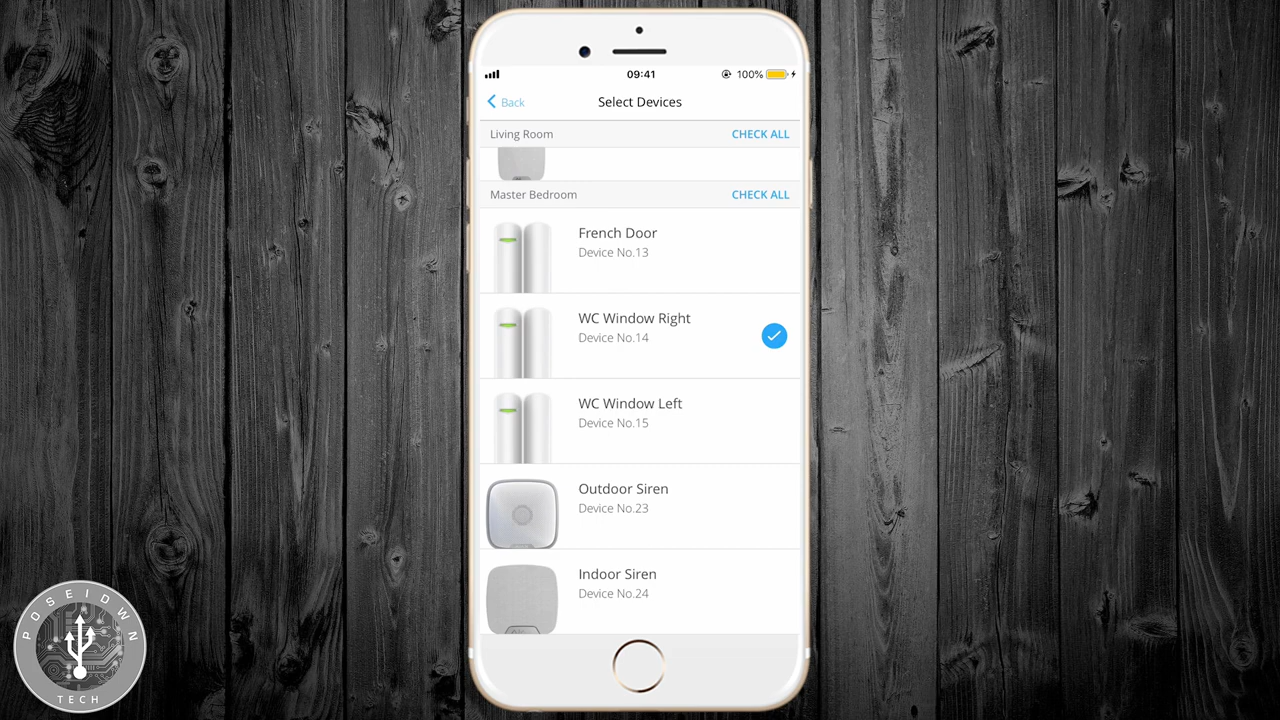 09:41
100%
Back
Select Devices
Living Room
CHECK ALL
Master Bedroom
CHECK ALL
French Door
Device No.13
WC Window Right
Device No.14
WC Window Left
Device No.15
Outdoor Siren
Device No.23
Indoor Siren
Device No.24
POSEIDWN
TECH